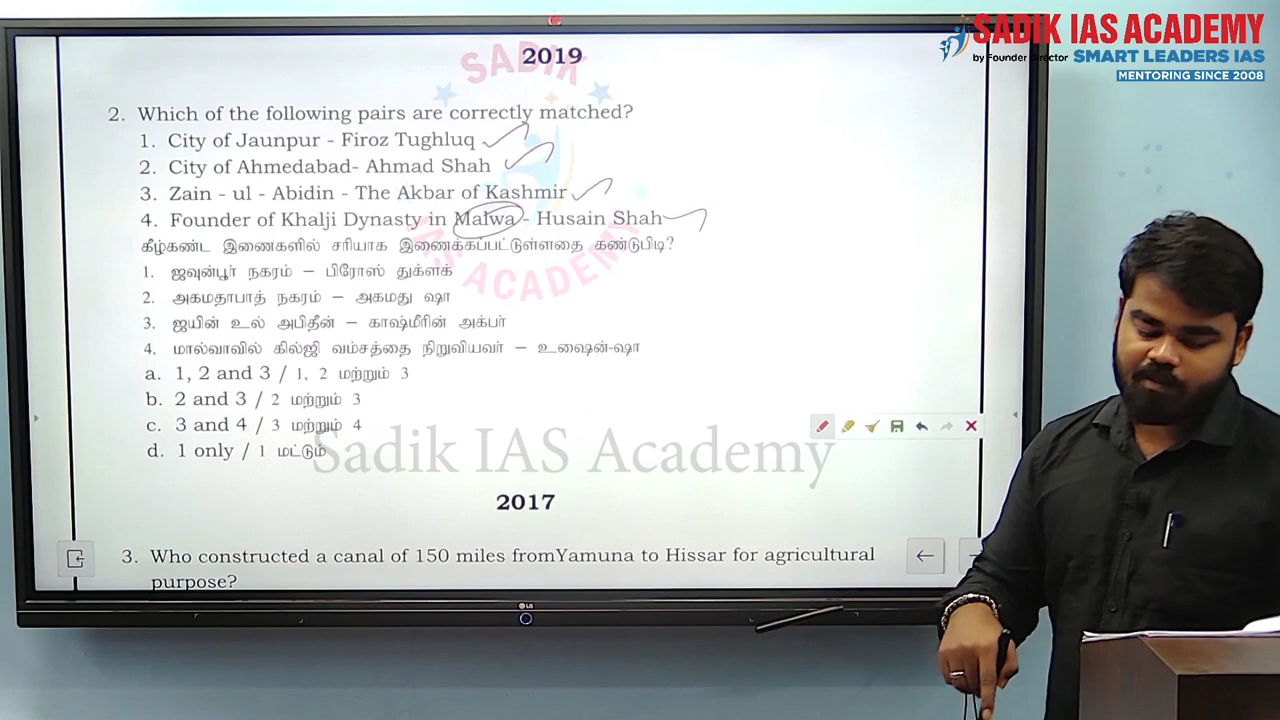 SADIK IAS ACADEMY
by Founder Director SMART LEADERS IAS
MENTORING SINCE 2008
SADIK
IAS ACADEMY
2019
2. Which of the following pairs are correctly matched?
1. City of Jaunpur - Firoz Tughluq
2. City of Ahmedabad- Ahmad Shah
3. Zain - ul - Abidin - The Akbar of Kashmir
4. Founder of Khalji Dynasty in Malwa - Husain Shah
கீழ்கண்ட இணைகளில் சரியாக இணைக்கப்பட்டுள்ளதை கண்டுபிடி?
1. ஜவுன்பூர் நகரம் – பிரோஸ் துக்ளக்
2. அகமதாபாத் நகரம் – அகமது ஷா
3. ஜயின் உல் அபிதீன் – காஷ்மீரின் அக்பர்
4. மால்வாவில் கில்ஜி வம்சத்தை நிறுவியவர் – உஷைன்-ஷா
a. 1, 2 and 3 / 1, 2 மற்றும் 3
b. 2 and 3 / 2 மற்றும் 3
c. 3 and 4 / 3 மற்றும் 4
d. 1 only / 1 மட்டும்
Sadik IAS Academy
2017
3. Who constructed a canal of 150 miles fromYamuna to Hissar for agricultural
purpose?
LG